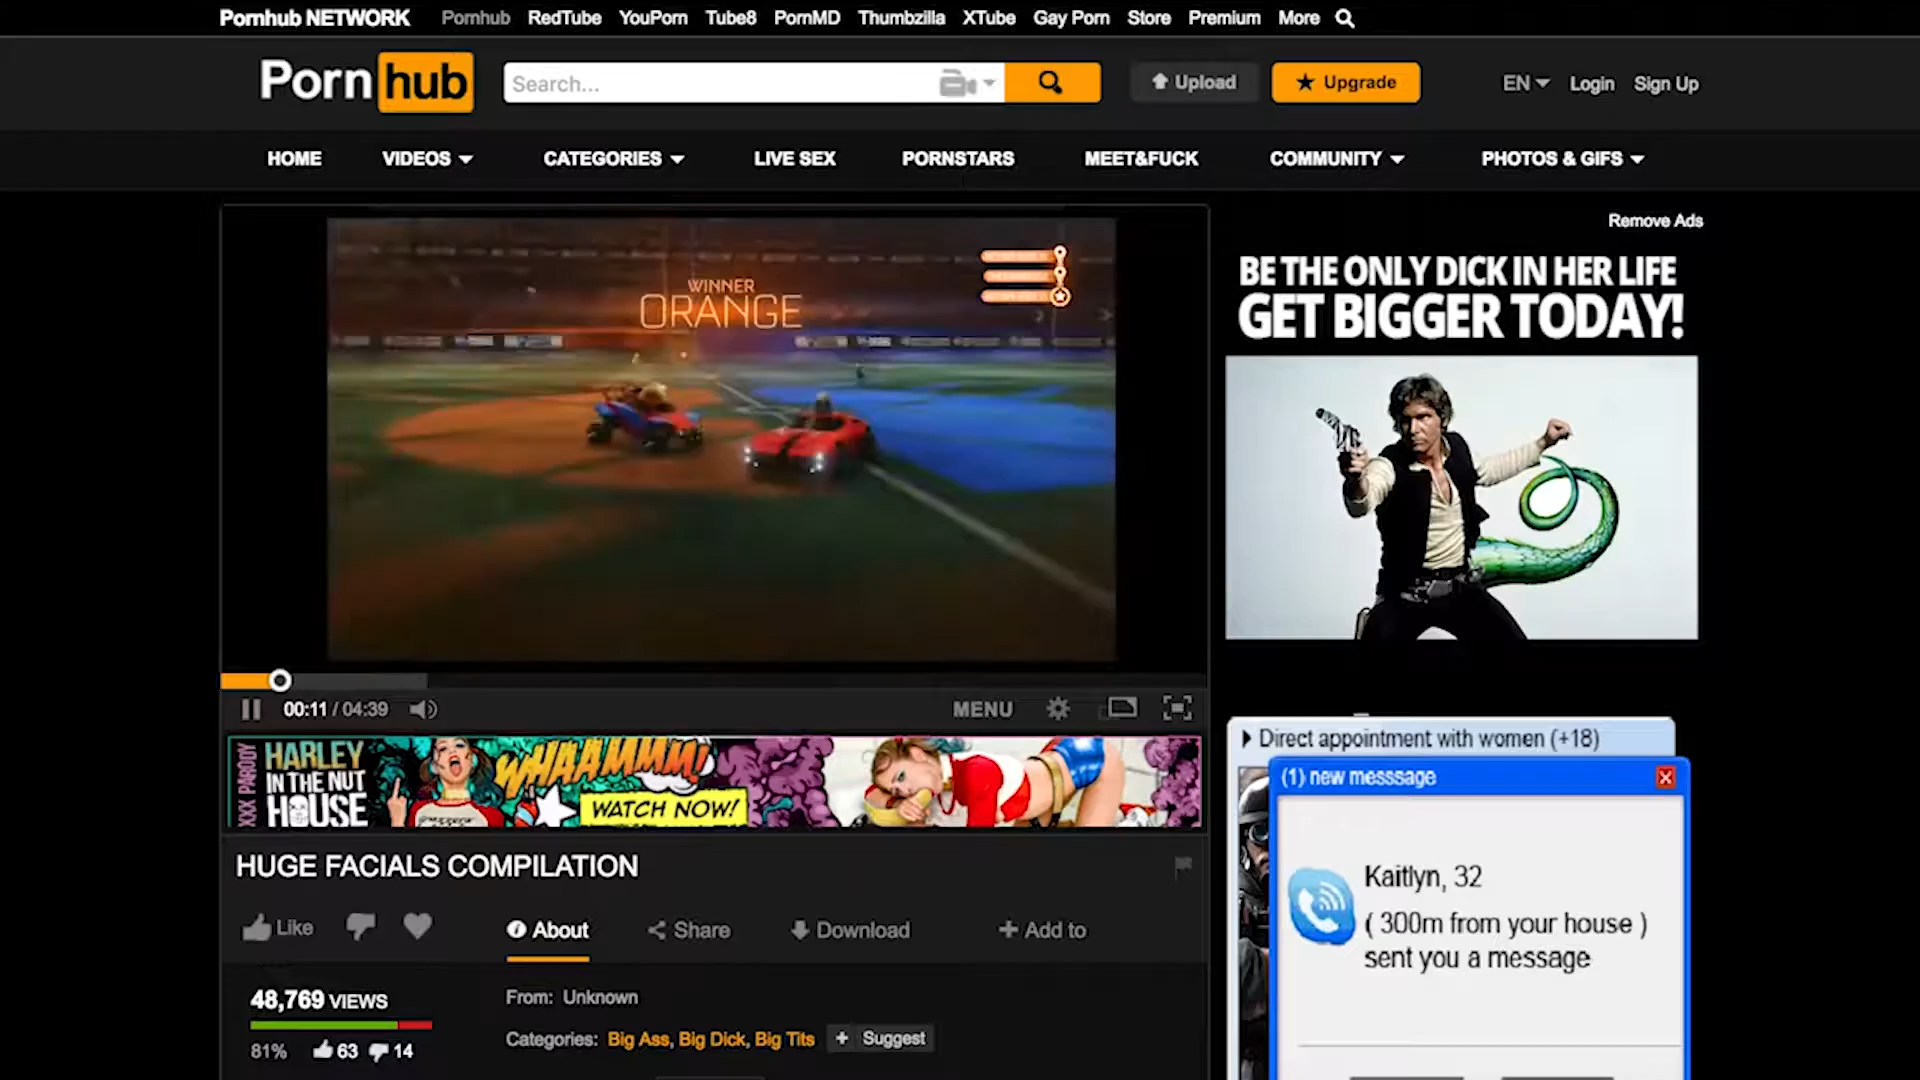 Pornhub NETWORK Pornhub RedTube YouPorn Tube8 PornMD Thumbzilla XTube Gay Porn Store Premium More
Porn hub
Search...
Upload
Upgrade
EN Login Sign Up
HOME VIDEOS CATEGORIES LIVE SEX PORNSTARS MEET&FUCK COMMUNITY PHOTOS & GIFS
Remove Ads
WINNER
ORANGE
BE THE ONLY DICK IN HER LIFE
GET BIGGER TODAY!
00:11 / 04:39
MENU
XXX PARODY
HARLEY
IN THE NUT
HOUSE
WHAAMMM!
WATCH NOW!
Direct appointment with women (+18)
(1) new messsage
Kaitlyn, 32
( 300m from your house )
sent you a message
HUGE FACIALS COMPILATION
Like About Share Download + Add to
48,769 VIEWS
81% 63 14
From: Unknown
Categories: Big Ass, Big Dick, Big Tits + Suggest